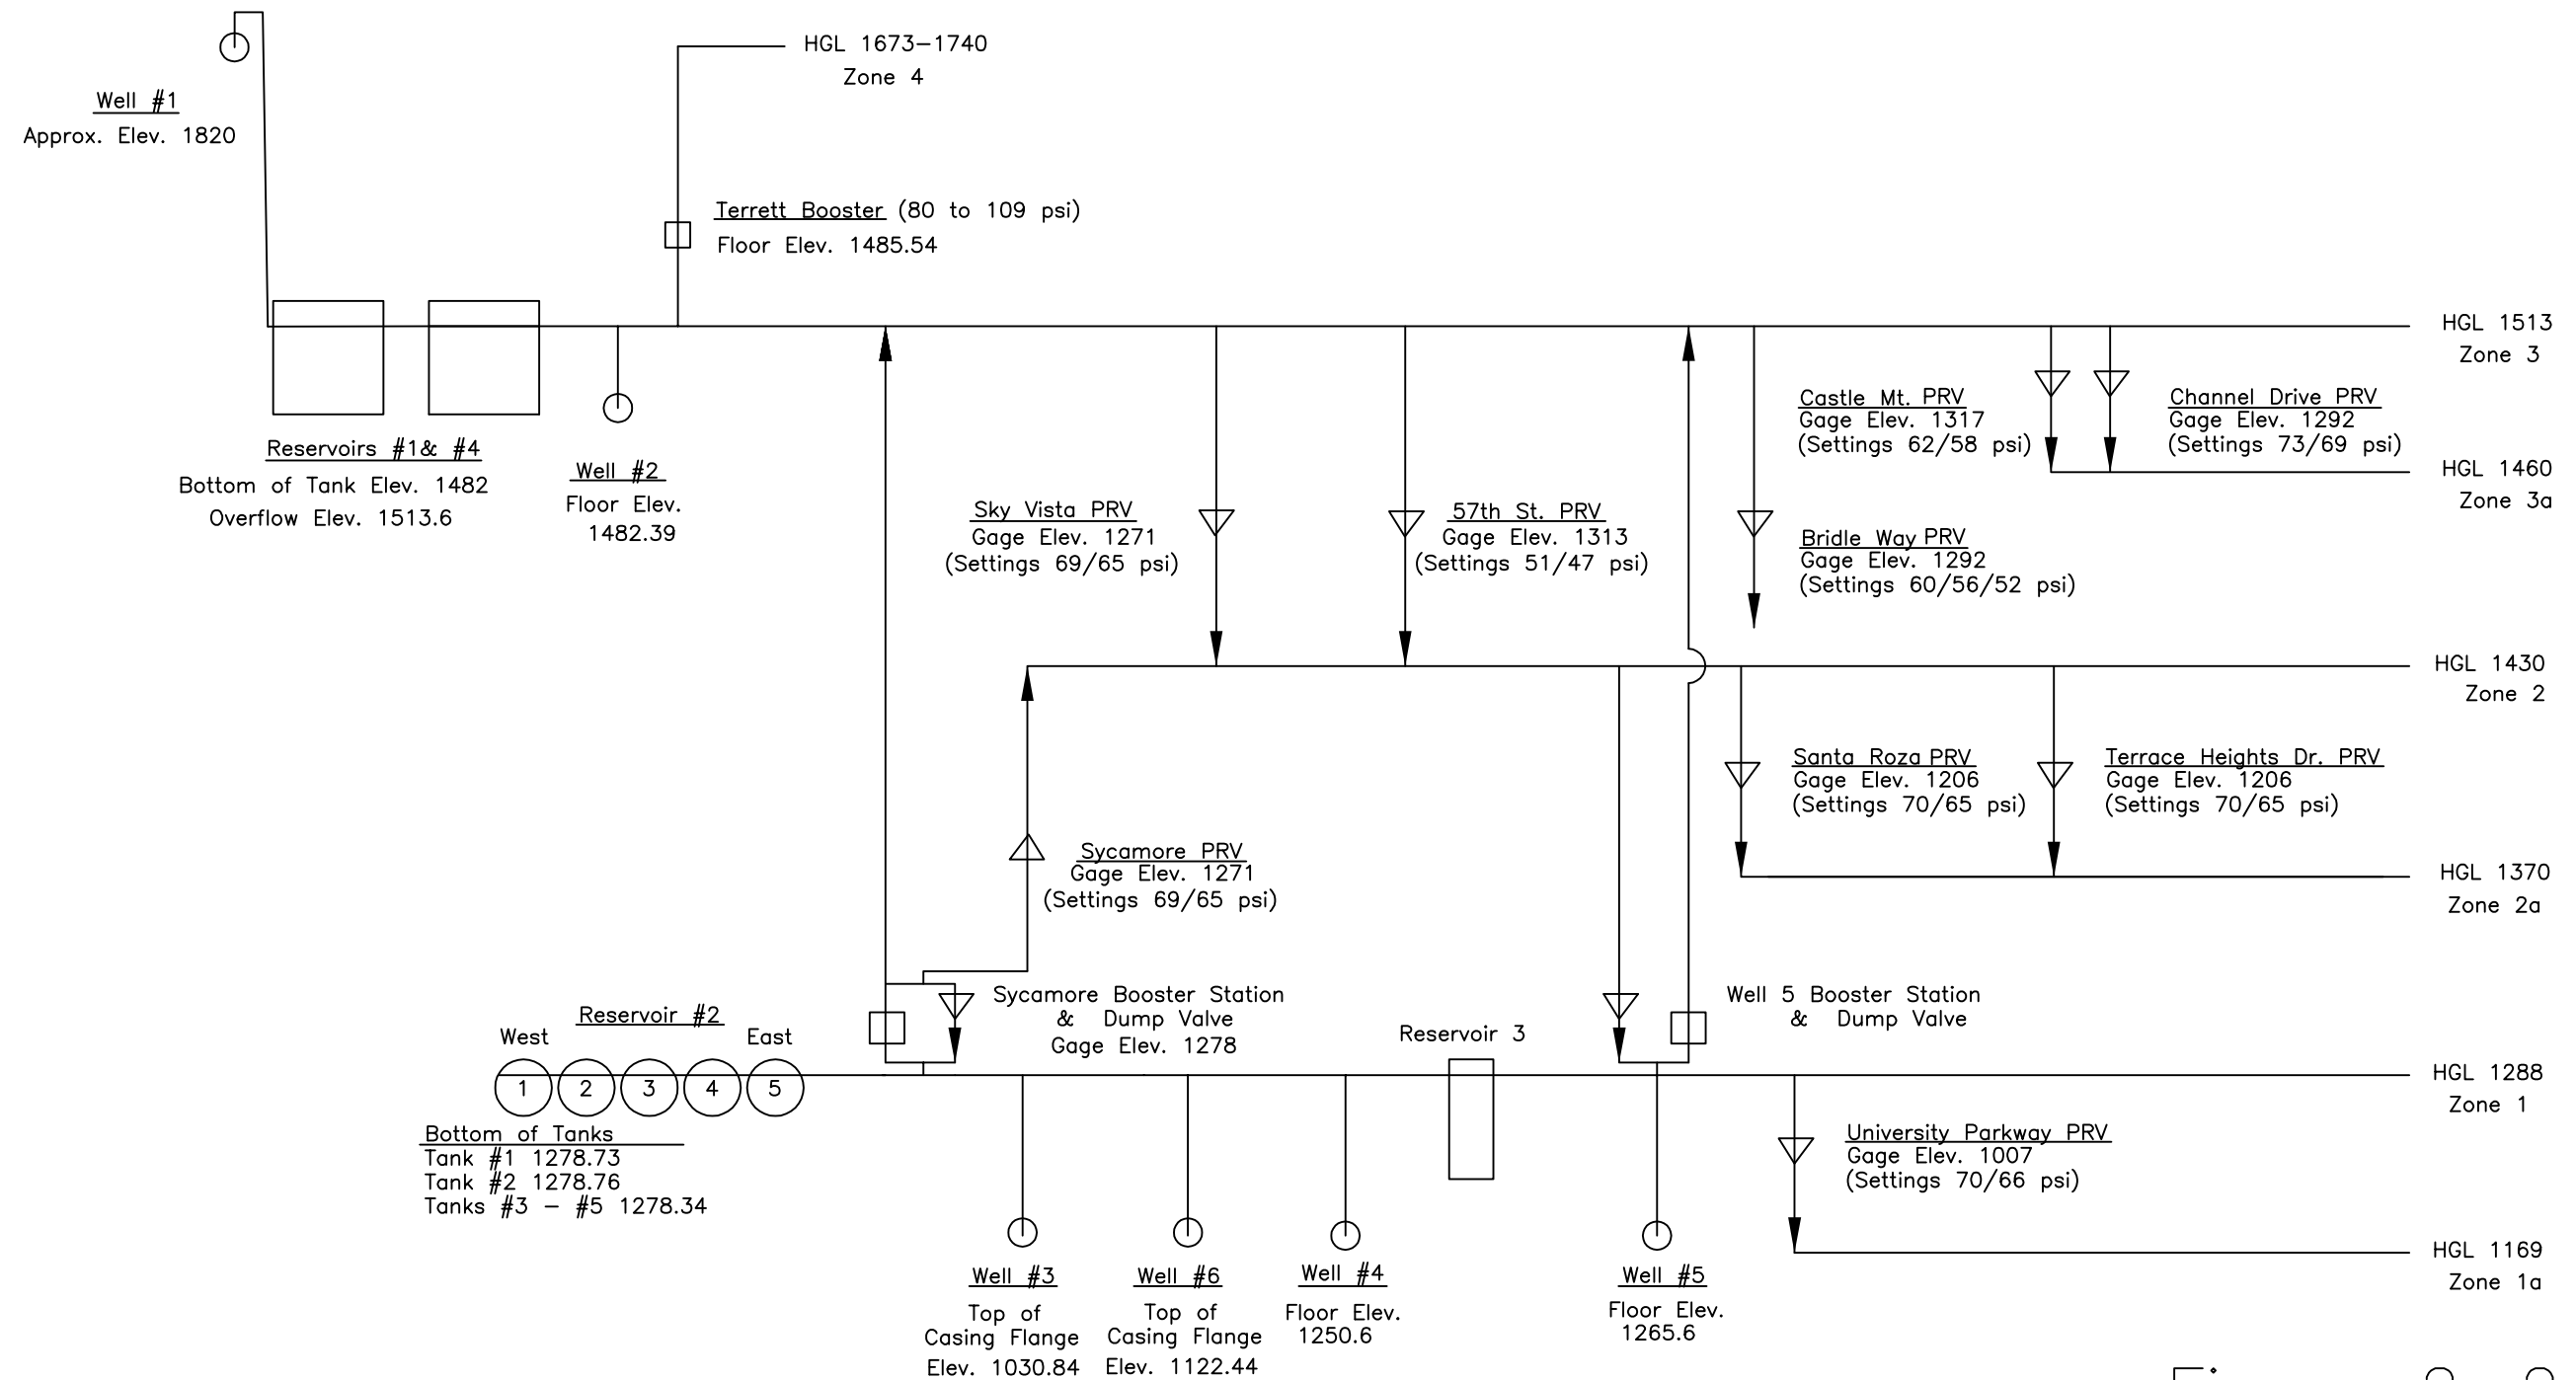 HGL 1673-1740
Zone 4
Well #1
Approx. Elev. 1820
Terrett Booster (80 to 109 psi)
Floor Elev. 1485.54
HGL 1513
Zone 3
Reservoirs #1& #4
Bottom of Tank Elev. 1482
Overflow Elev. 1513.6
Well #2
Floor Elev.
1482.39
Castle Mt. PRV
Gage Elev. 1317
(Settings 62/58 psi)
Channel Drive PRV
Gage Elev. 1292
(Settings 73/69 psi)
HGL 1460
Zone 3a
Sky Vista PRV
Gage Elev. 1271
(Settings 69/65 psi)
57th St. PRV
Gage Elev. 1313
(Settings 51/47 psi)
Bridle Way PRV
Gage Elev. 1292
(Settings 60/56/52 psi)
HGL 1430
Zone 2
Santa Roza PRV
Gage Elev. 1206
(Settings 70/65 psi)
Terrace Heights Dr. PRV
Gage Elev. 1206
(Settings 70/65 psi)
Sycamore PRV
Gage Elev. 1271
(Settings 69/65 psi)
HGL 1370
Zone 2a
Sycamore Booster Station
& Dump Valve
Gage Elev. 1278
Well 5 Booster Station
& Dump Valve
Reservoir #2
West
East
Reservoir 3
1
2
3
4
5
HGL 1288
Zone 1
Bottom of Tanks
Tank #1 1278.73
Tank #2 1278.76
Tanks #3 - #5 1278.34
University Parkway PRV
Gage Elev. 1007
(Settings 70/66 psi)
HGL 1169
Zone 1a
Well #3
Top of
Casing Flange
Elev. 1030.84
Well #6
Top of
Casing Flange
Elev. 1122.44
Well #4
Floor Elev.
1250.6
Well #5
Floor Elev.
1265.6